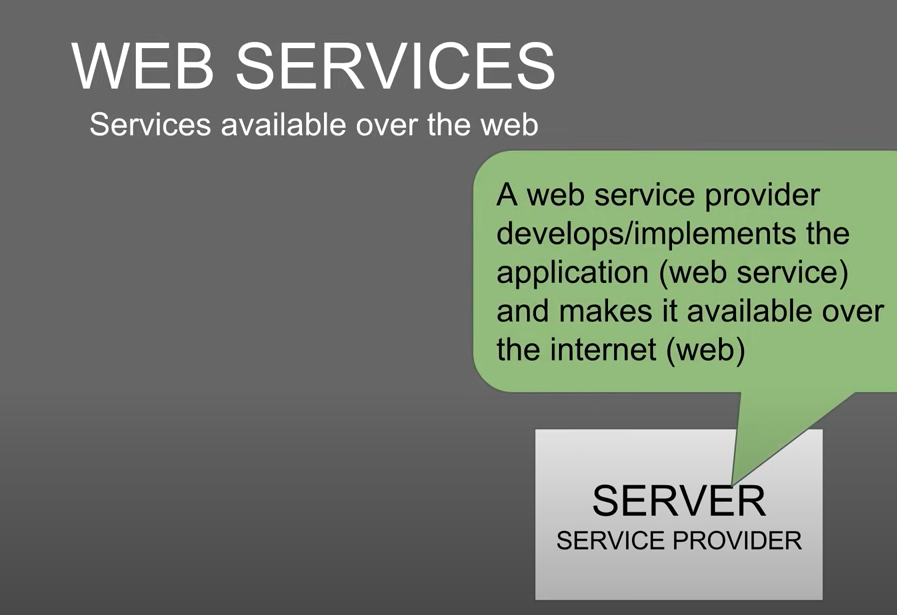 WEB SERVICES
Services available over the web
A web service provider
develops/implements the
application (web service)
and makes it available over
the internet (web)
SERVER
SERVICE PROVIDER